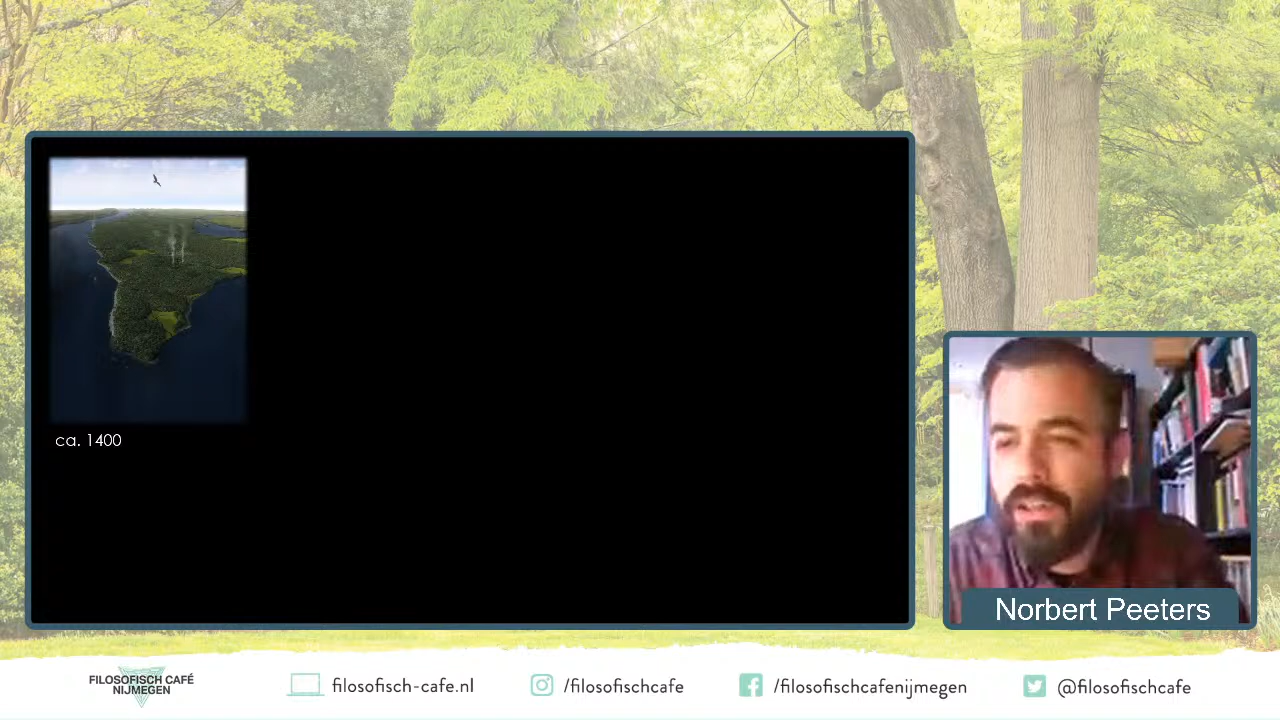 ca. 1400
Norbert Peeters
FILOSOFISCH CAFÉ
NIJMEGEN
filosofisch-cafe.nl
/filosofischcafe
/filosofischcafenijmegen
@filosofischcafe